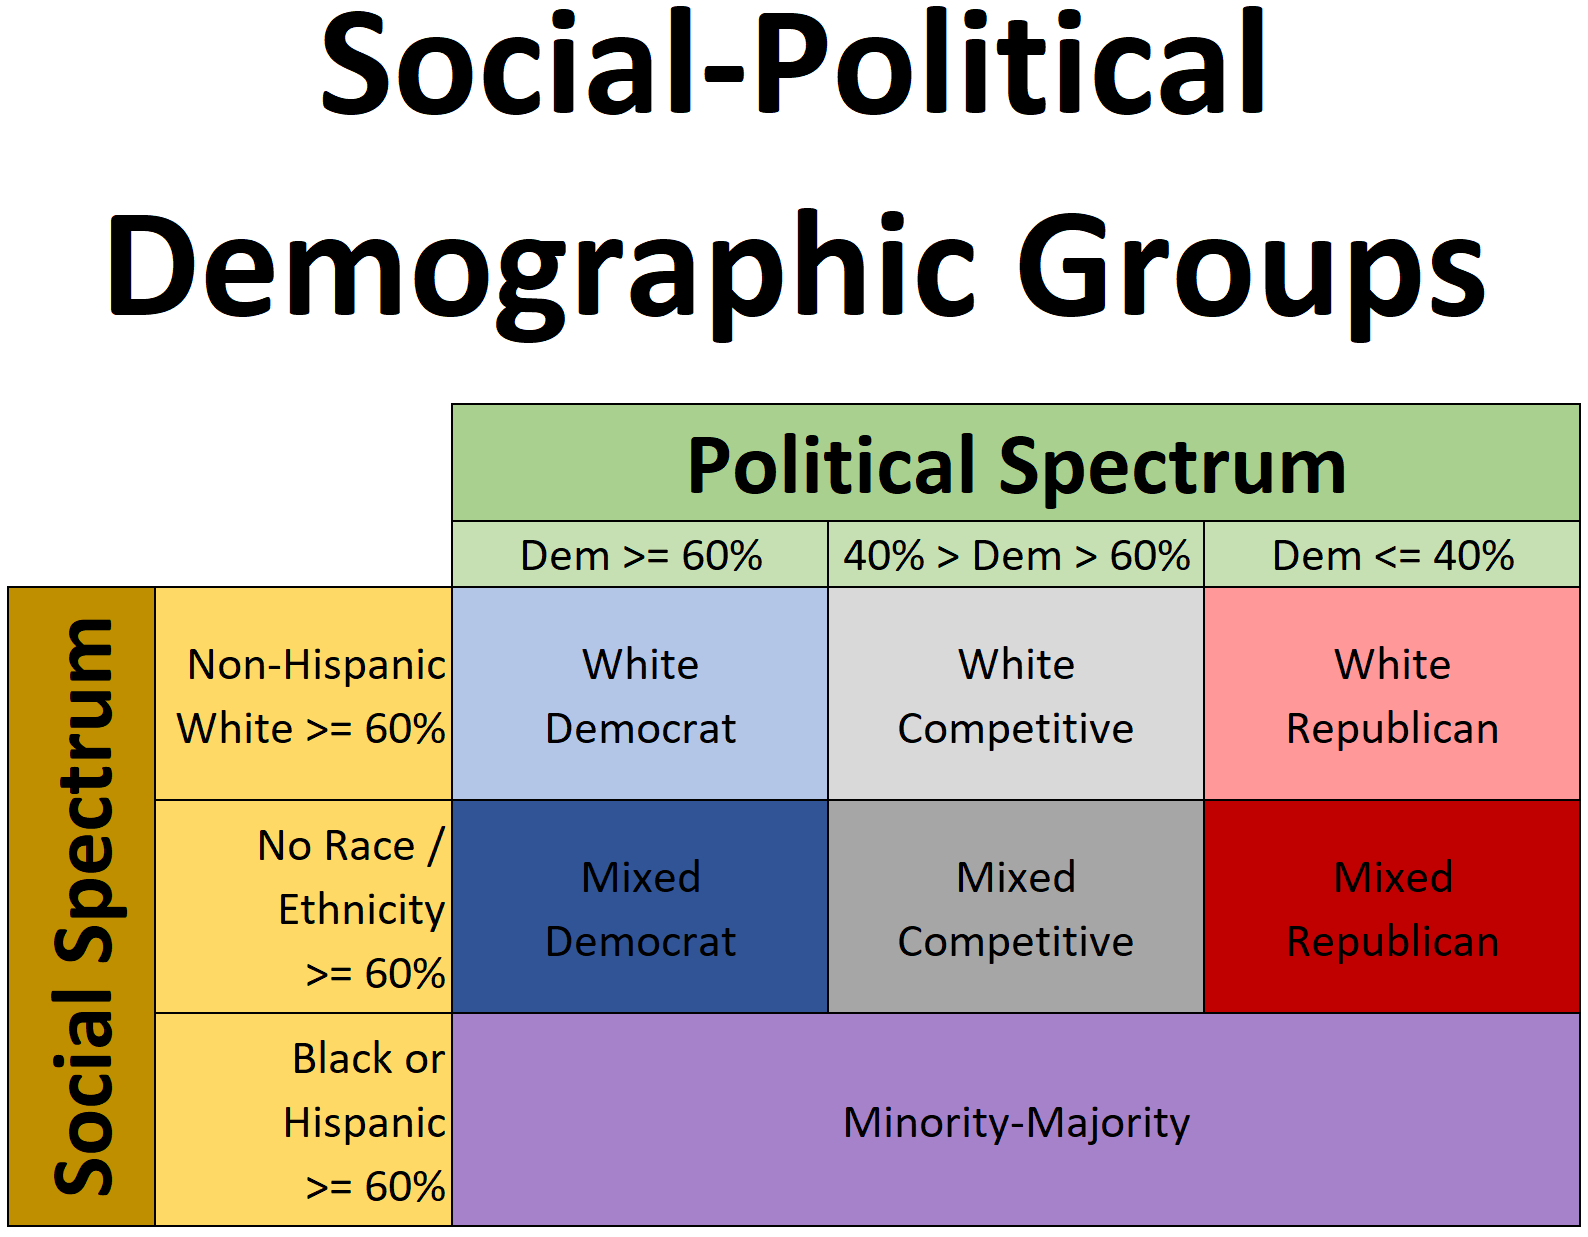 Social-Political
Demographic Groups
Political Spectrum
Dem >= 60%
40% > Dem > 60%
Dem <= 40%
Social Spectrum
Non-Hispanic
White >= 60%
White
Democrat
White
Competitive
White
Republican
No Race /
Ethnicity
>= 60%
Mixed
Democrat
Mixed
Competitive
Mixed
Republican
Black or
Hispanic
>= 60%
Minority-Majority